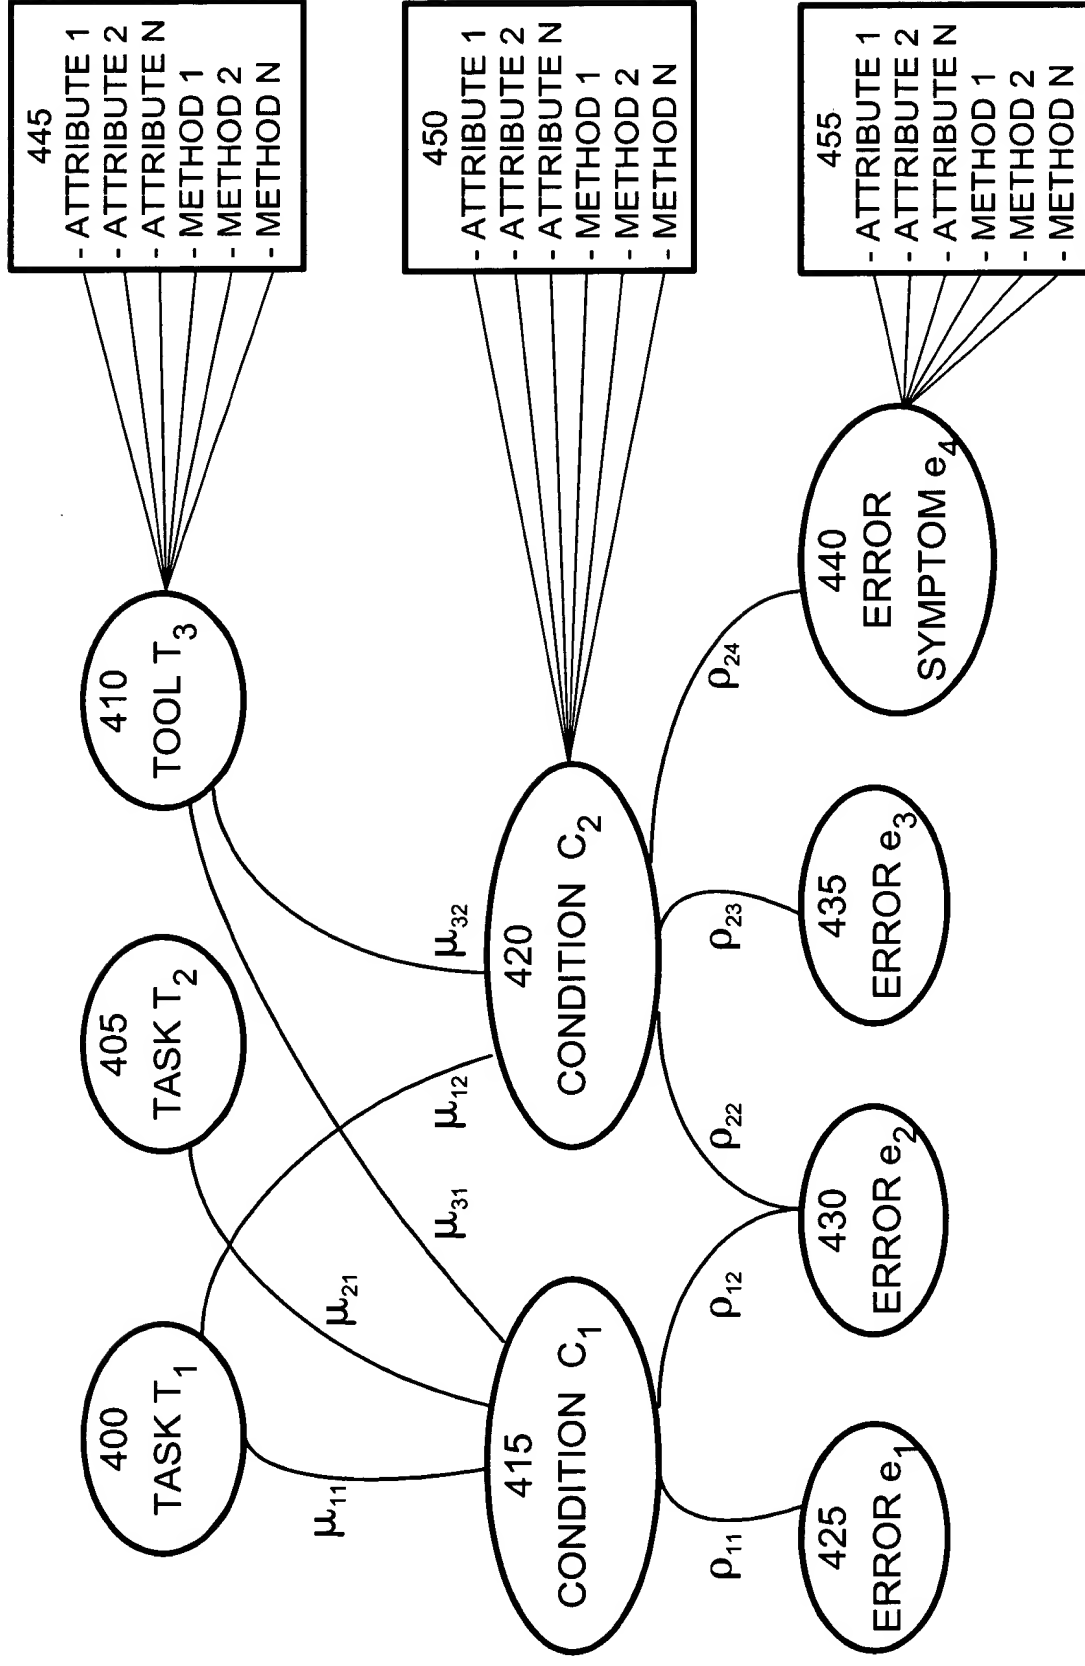 400
TASK T1
405
TASK T2
410
TOOL T3
445
- ATTRIBUTE 1
- ATTRIBUTE 2
- ATTRIBUTE N
- METHOD 1
- METHOD 2
- METHOD N
μ11
μ21
μ31
μ12
μ32
415
CONDITION C1
420
CONDITION C2
450
- ATTRIBUTE 1
- ATTRIBUTE 2
- ATTRIBUTE N
- METHOD 1
- METHOD 2
- METHOD N
ρ11
ρ12
ρ22
ρ23
ρ24
425
ERROR e1
430
ERROR e2
435
ERROR e3
440
ERROR
SYMPTOM e4
455
- ATTRIBUTE 1
- ATTRIBUTE 2
- ATTRIBUTE N
- METHOD 1
- METHOD 2
- METHOD N